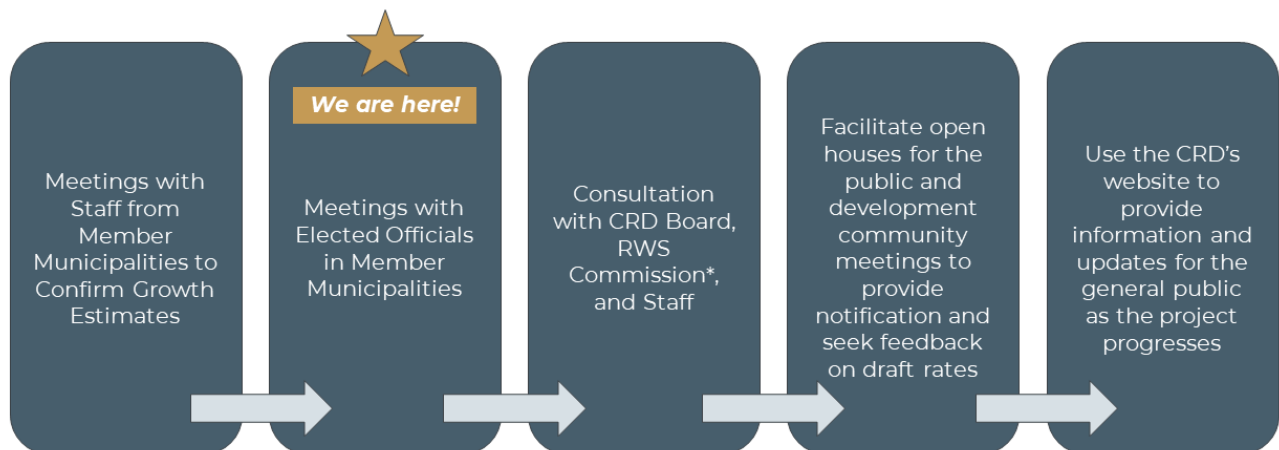 We are here!
Meetings with
Staff from
Member
Municipalities to
Confirm Growth
Estimates
Meetings with
Elected Officials
in Member
Municipalities
Consultation
with CRD Board,
RWS
Commission*,
and Staff
Facilitate open
houses for the
public and
development
community
meetings to
provide
notification and
seek feedback
on draft rates
Use the CRD's
website to
provide
information and
updates for the
general public
as the project
progresses